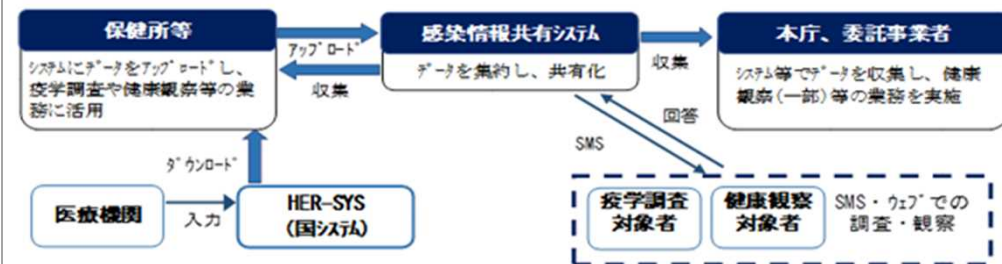 保健所等
ｼｽﾃﾑにﾃﾞｰﾀをｱｯﾌﾟﾛｰﾄﾞし、
疫学調査や健康観察等の業
務に活用
ｱｯﾌﾟﾛｰﾄﾞ
収集
感染情報共有ｼｽﾃﾑ
ﾃﾞｰﾀを集約し、共有化
収集
本庁、委託事業者
ｼｽﾃﾑ等でﾃﾞｰﾀを収集し、健康
観察(一部)等の業務を実施
回答
SMS
ﾀﾞｳﾝﾛｰﾄﾞ
医療機関
入力
HER-SYS
(国ｼｽﾃﾑ)
疫学調査
対象者
健康観察
対象者
SMS・ｳｪﾌﾞでの
調査・観察